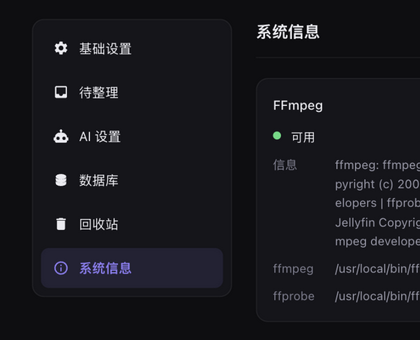 基础设置
待整理
AI 设置
数据库
回收站
系统信息
系统信息
FFmpeg
可用
信息
ffmpeg: ffmpeg
pyright (c) 200
elopers | ffprob
Jellyfin Copyrig
mpeg develope
ffmpeg /usr/local/bin/ff
ffprobe /usr/local/bin/ff